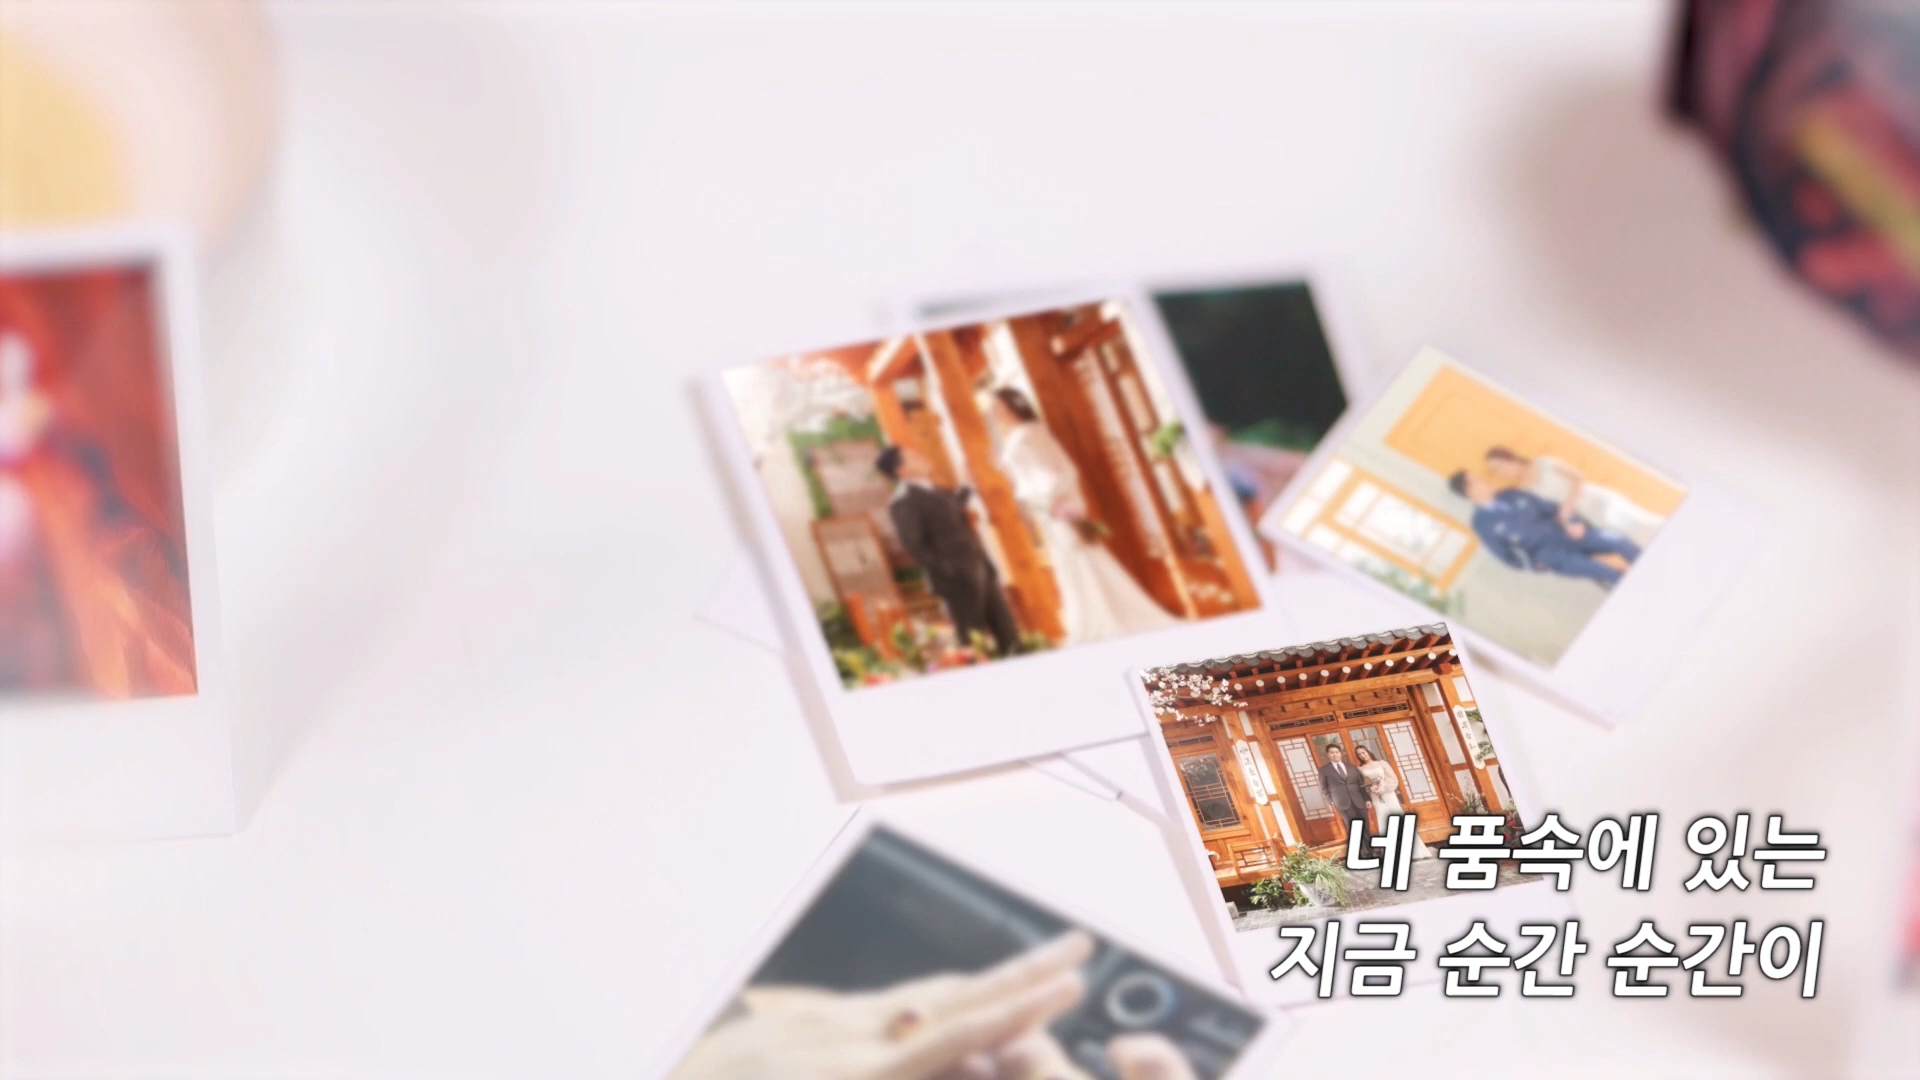 네 품속에 있는
지금 순간 순간이